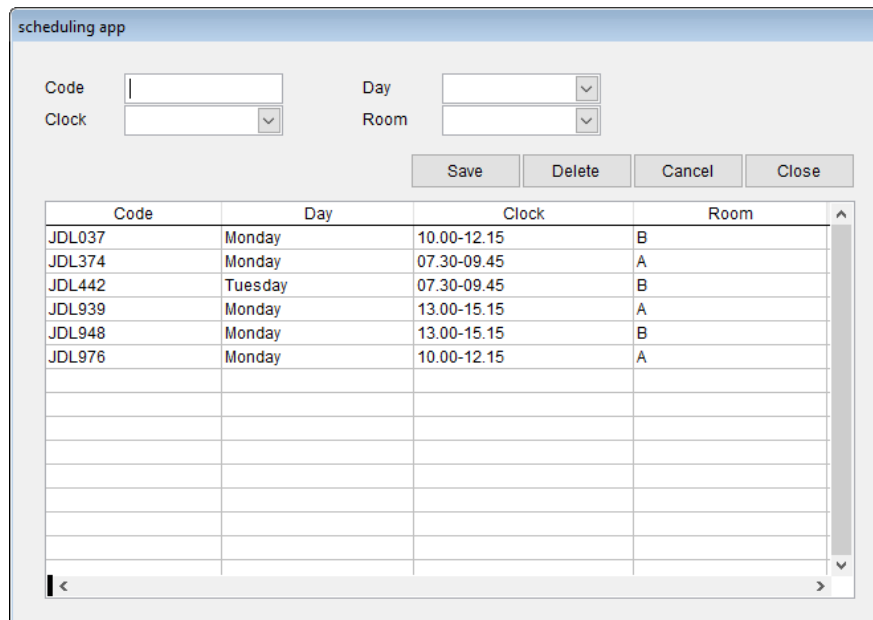 scheduling app
Code Day
Clock Room
Save Delete Cancel Close
Code Day Clock Room
JDL037 Monday 10.00-12.15 B
JDL374 Monday 07.30-09.45 A
JDL442 Tuesday 07.30-09.45 B
JDL939 Monday 13.00-15.15 A
JDL948 Monday 13.00-15.15 B
JDL976 Monday 10.00-12.15 A